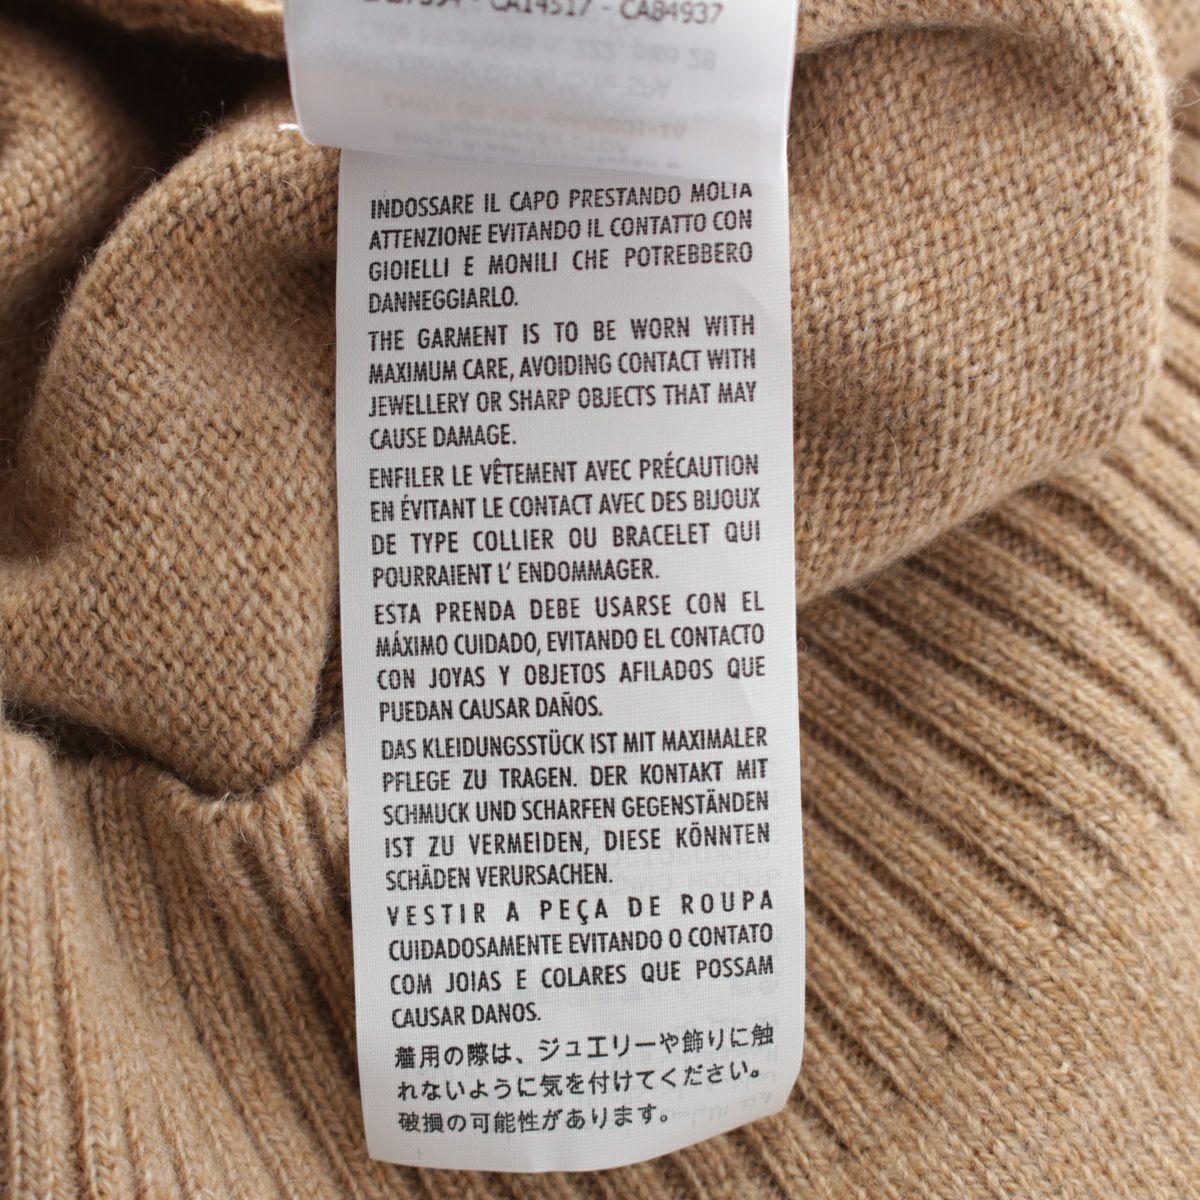 CA14517 - CA84937
INDOSSARE IL CAPO PRESTANDO MOLTA
ATTENZIONE EVITANDO IL CONTATTO CON
GIOIELLI E MONILI CHE POTREBBERO
DANNEGGIARLO.
THE GARMENT IS TO BE WORN WITH
MAXIMUM CARE, AVOIDING CONTACT WITH
JEWELLERY OR SHARP OBJECTS THAT MAY
CAUSE DAMAGE.
ENFILER LE VÊTEMENT AVEC PRÉCAUTION
EN ÉVITANT LE CONTACT AVEC DES BIJOUX
DE TYPE COLLIER OU BRACELET QUI
POURRAIENT L' ENDOMMAGER.
ESTA PRENDA DEBE USARSE CON EL
MÁXIMO CUIDADO, EVITANDO EL CONTACTO
CON JOYAS Y OBJETOS AFILADOS QUE
PUEDAN CAUSAR DAÑOS.
DAS KLEIDUNGSSTÜCK IST MIT MAXIMALER
PFLEGE ZU TRAGEN. DER KONTAKT MIT
SCHMUCK UND SCHARFEN GEGENSTÄNDEN
IST ZU VERMEIDEN, DIESE KÖNNTEN
SCHÄDEN VERURSACHEN.
VESTIR A PEÇA DE ROUPA
CUIDADOSAMENTE EVITANDO O CONTATO
COM JOIAS E COLARES QUE POSSAM
CAUSAR DANOS.
着用の際は、ジュエリーや飾りに触
れないように気を付けてください。
破損の可能性があります。